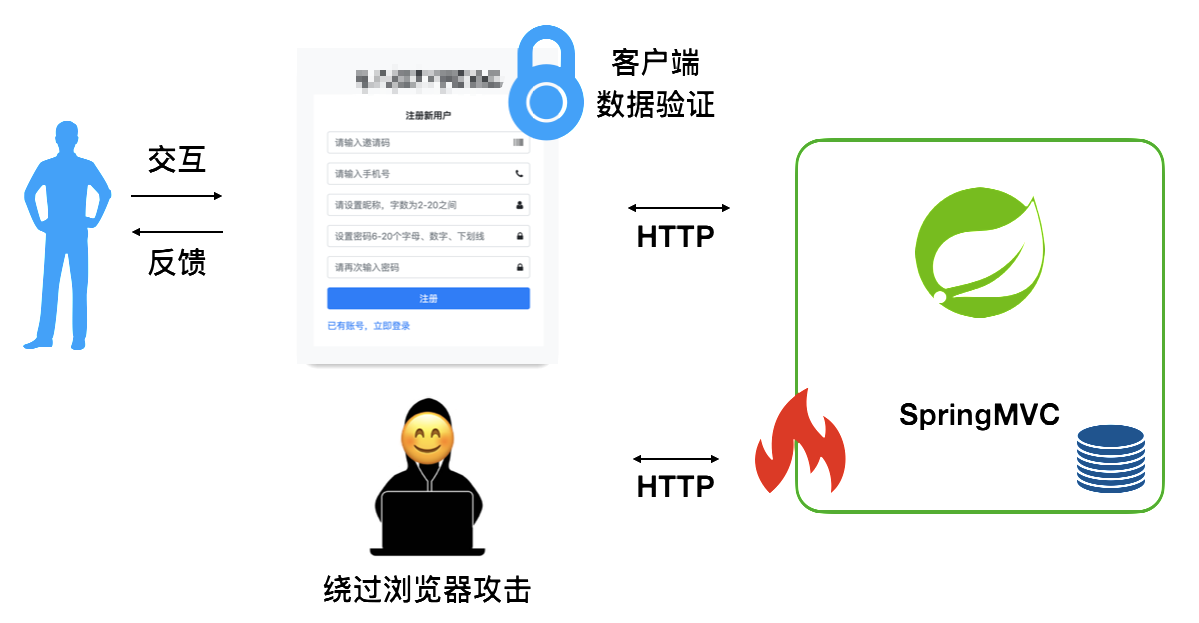 客户端
数据验证
注册新用户
请输入邀请码
请输入手机号
请设置昵称，字数为2-20之间
设置密码6-20个字母、数字、下划线
请再次输入密码
注册
已有账号，立即登录
交互
反馈
HTTP
SpringMVC
HTTP
绕过浏览器攻击